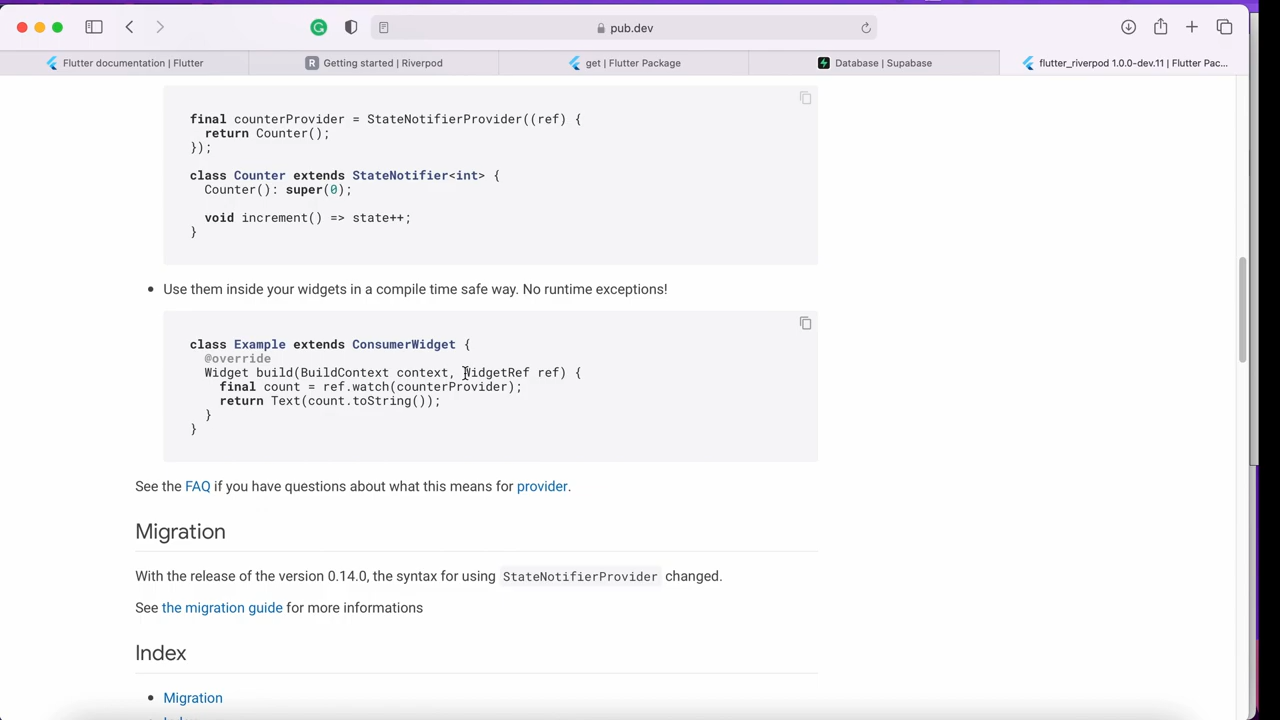 pub.dev
Flutter documentation | Flutter
Getting started | Riverpod
get | Flutter Package
Database | Supabase
flutter_riverpod 1.0.0-dev.11 | Flutter Pac...
final counterProvider = StateNotifierProvider((ref) {
return Counter();
});
class Counter extends StateNotifier<int> {
Counter(): super(0);
void increment() => state++;
}
• Use them inside your widgets in a compile time safe way. No runtime exceptions!
class Example extends ConsumerWidget {
@override
Widget build(BuildContext context, WidgetRef ref) {
final count = ref.watch(counterProvider);
return Text(count.toString());
}
}
See the FAQ if you have questions about what this means for provider.
Migration
With the release of the version 0.14.0, the syntax for using StateNotifierProvider changed.
See the migration guide for more informations
Index
• Migration